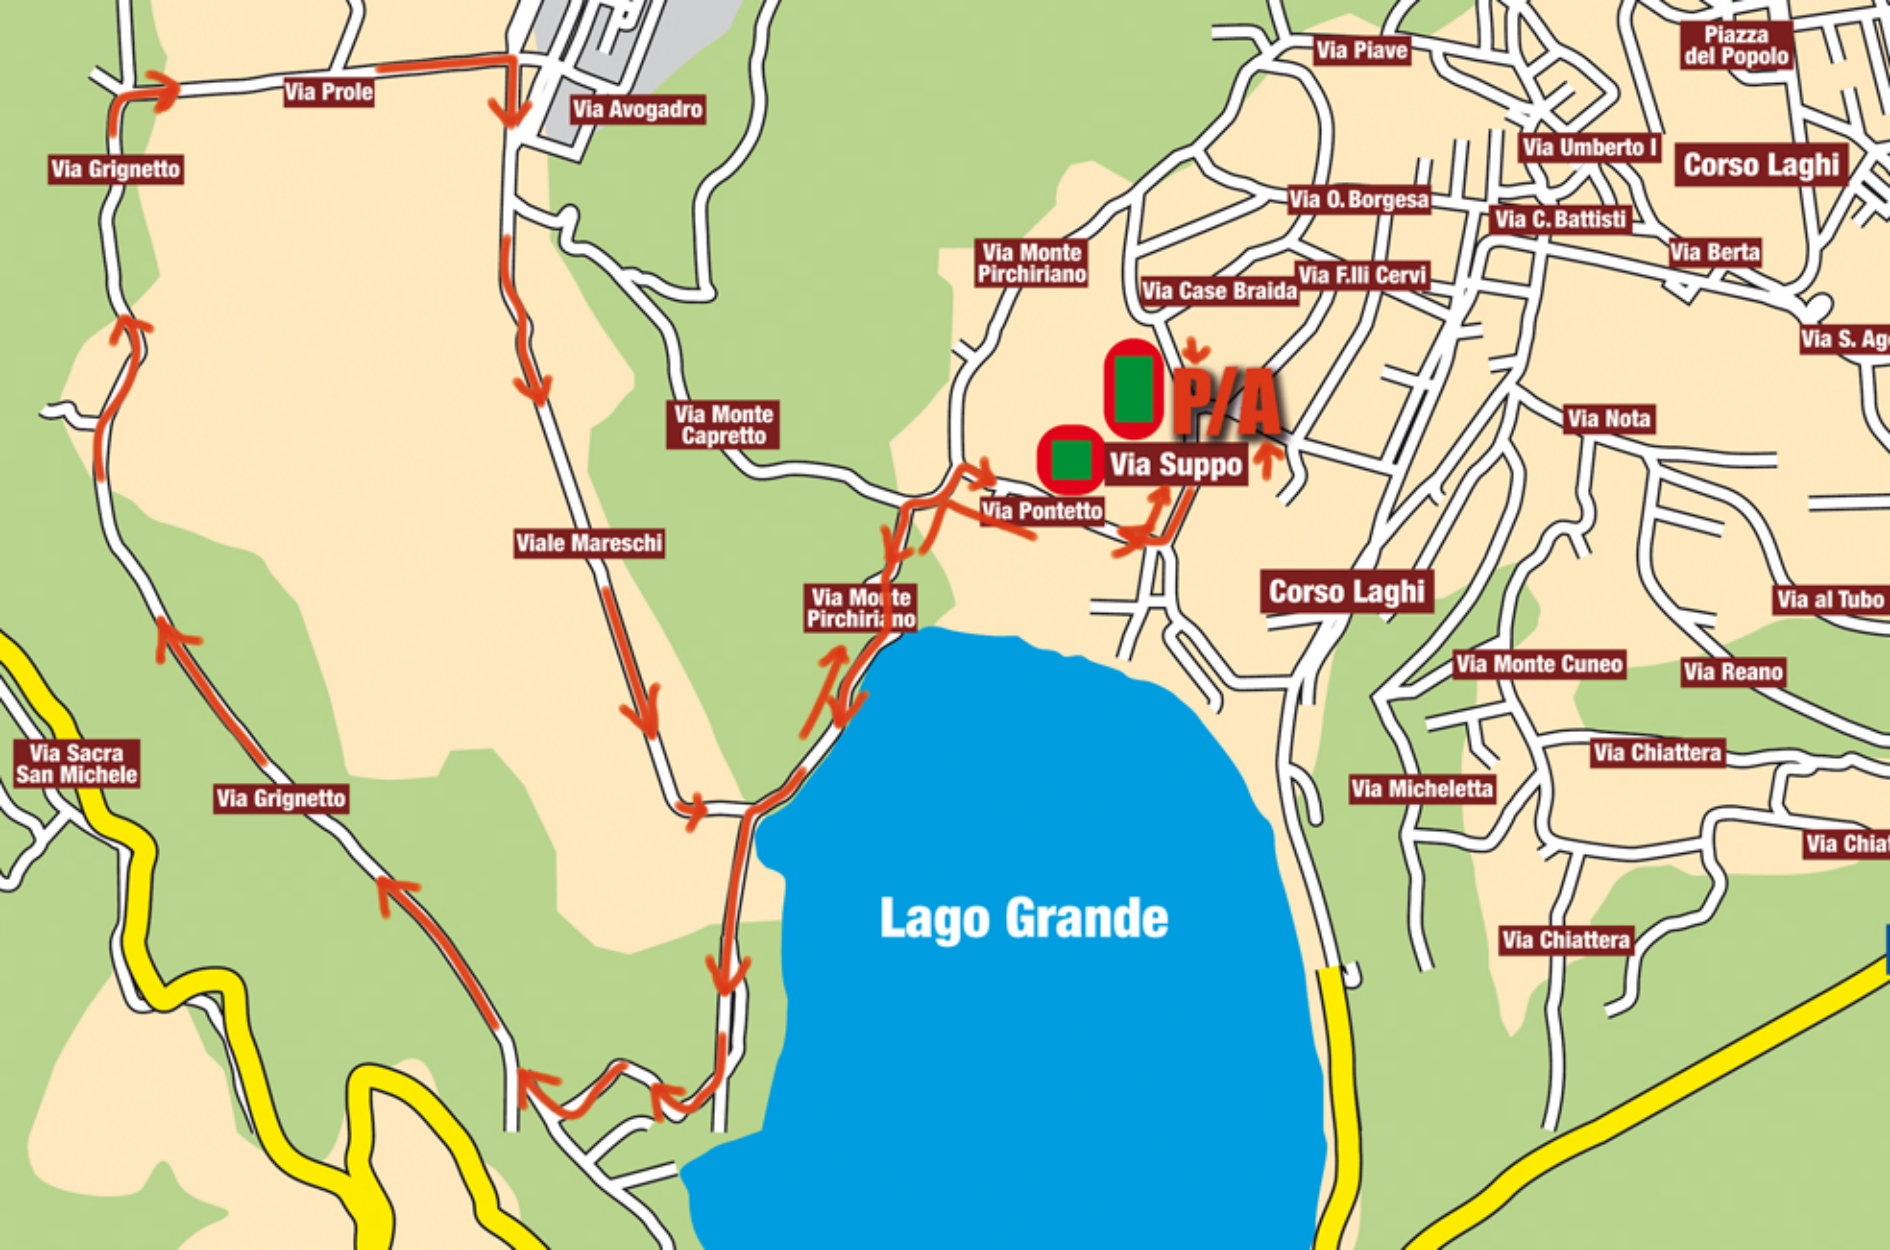 Piazza
del Popolo
Via Piave
Via Prole
Via Avogadro
Via Umberto I
Corso Laghi
Via Grignetto
Via O. Borgesa
Via C. Battisti
Via Berta
Via Monte
Pirchiriano
Via Case Braida
Via F.lli Cervi
Via S. Ag
P/A
Via Monte
Capretto
Via Nota
Via Suppo
Via Pontetto
Viale Mareschi
Via Monte
Pirchiriano
Corso Laghi
Via al Tubo
Via Monte Cuneo
Via Reano
Via Sacra
San Michele
Via Grignetto
Via Chiattera
Via Micheletta
Via Chiat
Lago Grande
Via Chiattera